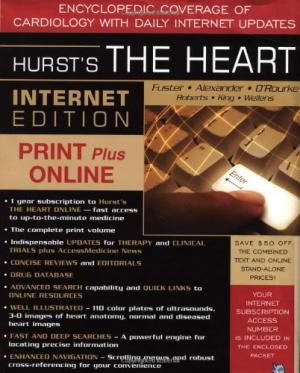 ENCYCLOPEDIC COVERAGE OF
CARDIOLOGY WITH DAILY INTERNET UPDATES
HURST'S THE HEART
INTERNET
EDITION
Fuster • Alexander • O'Rourke
Roberts • King • Wellens
PRINT Plus
ONLINE
Enter
• 1 year subscription to Hurst's
THE HEART ONLINE — fast access
to up-to-the-minute medicine
• The complete print volume
• Indispensable UPDATES for THERAPY and CLINICAL
TRIALS plus AccessMedicine News
• CONCISE REVIEWS and EDITORIALS
• DRUG DATABASE
• ADVANCED SEARCH capability and QUICK LINKS to
ONLINE RESOURCES
• WELL ILLUSTRATED – 110 color plates of ultrasounds,
3-D images of heart anatomy, normal and diseased
heart images
• FAST AND DEEP SEARCHES – A powerful engine for
locating precise information
• ENHANCED NAVIGATION – Scrolling menus and robust
cross-referencing for your convenience
SAVE $50 OFF
THE COMBINED
TEXT AND ONLINE
STAND-ALONE
PRICES!
YOUR
INTERNET
SUBSCRIPTION
ACCESS
NUMBER
IS INCLUDED IN
THE ENCLOSED
PACKET